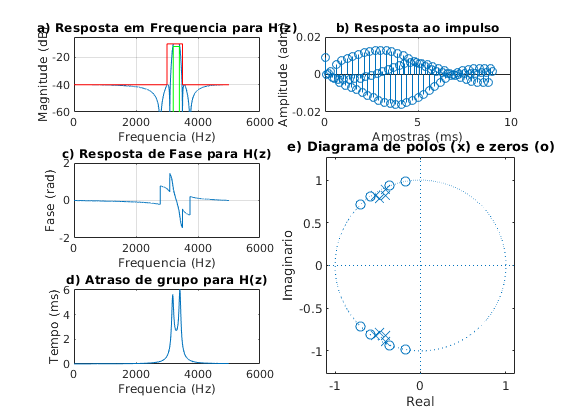 a) Resposta em Frequencia para H(z)
Magnitude (dB)
-20
-40
-60
0
2000
4000
6000
Frequencia (Hz)
b) Resposta ao impulso
Amplitude (adm)
0.02
0
-0.02
0
5
10
Amostras (ms)
c) Resposta de Fase para H(z)
Fase (rad)
2
0
-2
0
2000
4000
6000
Frequencia (Hz)
d) Atraso de grupo para H(z)
Tempo (ms)
6
4
2
0
0
2000
4000
6000
Frequencia (Hz)
e) Diagrama de polos (x) e zeros (o)
Imaginario
1
0.5
0
-0.5
-1
-1
0
1
Real